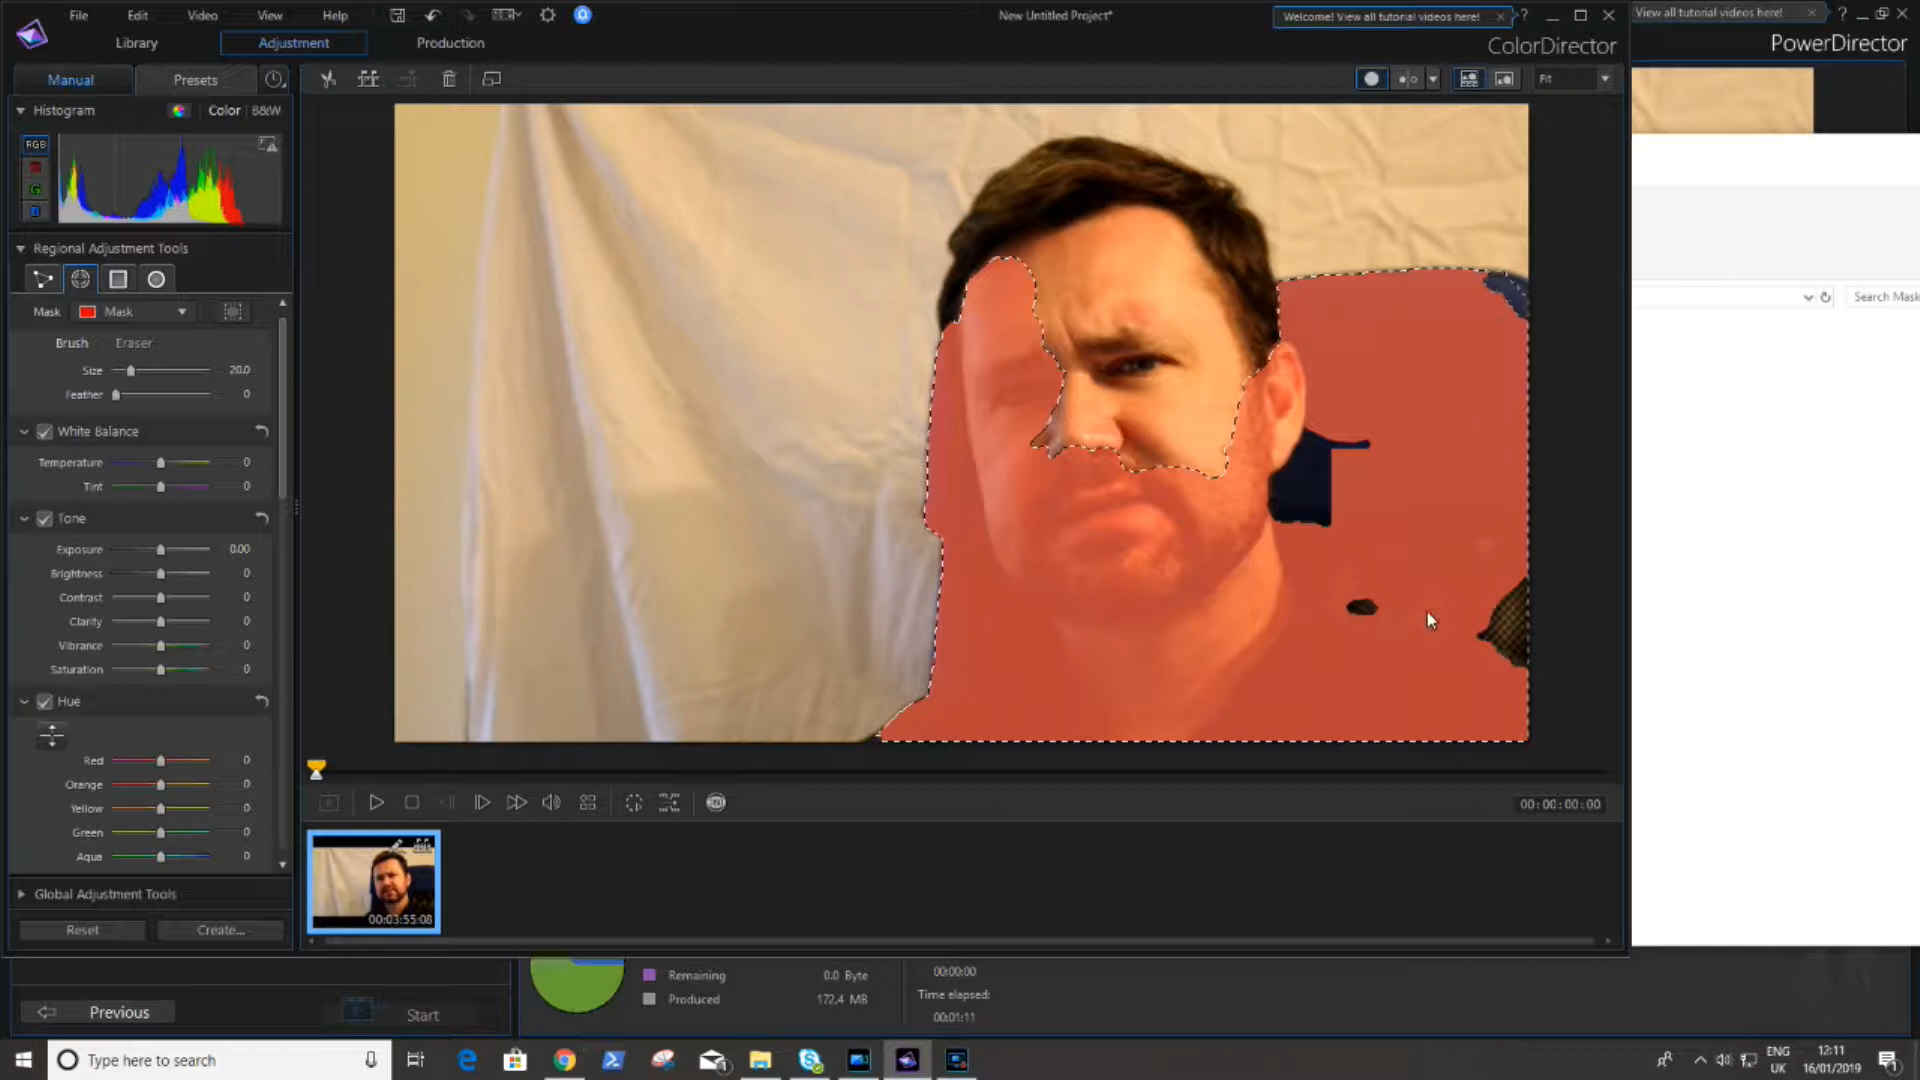 File Edit Video View Help
New Untitled Project*
Welcome! View all tutorial videos here! ×
?
View all tutorial videos here! × ?
Library Adjustment Production
ColorDirector
PowerDirector
Manual Presets
Fit
Histogram Color B&W
RGB
G
Regional Adjustment Tools
Mask Mask
Search Mask
Brush Eraser
Size 20.0
Feather 0
White Balance
Temperature 0
Tint 0
Tone
Exposure 0.00
Brightness 0
Contrast 0
Clarity 0
Vibrance 0
Saturation 0
Hue
Red 0
Orange 0
Yellow 0
Green 0
Aqua 0
00:00:00:00
Global Adjustment Tools
Reset Create...
00:03:55:08
Remaining 0.0 Byte
00:00:00
Produced 172.4 MB
Time elapsed:
00:01:11
Previous Start
Type here to search
ENG
UK
12:11
16/01/2019